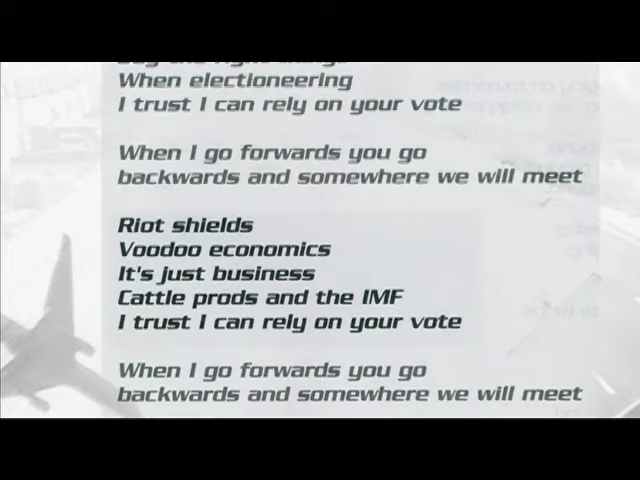 When electioneering
I trust I can rely on your vote
When I go forwards you go
backwards and somewhere we will meet
Riot shields
Voodoo economics
It's just business
Cattle prods and the IMF
I trust I can rely on your vote
When I go forwards you go
backwards and somewhere we will meet